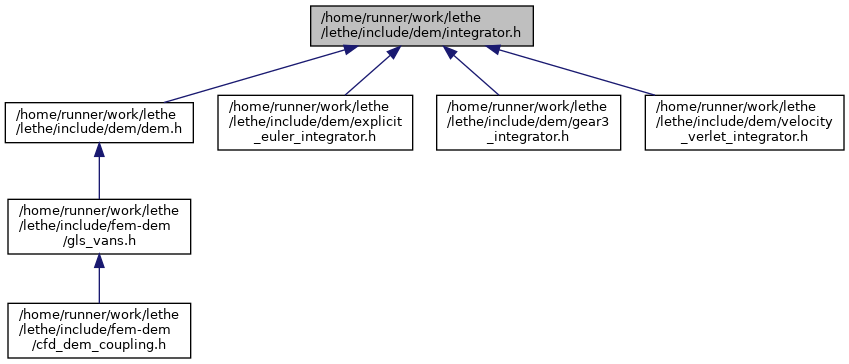 /home/runner/work/lethe
/lethe/include/dem/integrator.h
/home/runner/work/lethe
/lethe/include/dem/dem.h
/home/runner/work/lethe
/lethe/include/dem/explicit
_euler_integrator.h
/home/runner/work/lethe
/lethe/include/dem/gear3
_integrator.h
/home/runner/work/lethe
/lethe/include/dem/velocity
_verlet_integrator.h
/home/runner/work/lethe
/lethe/include/fem-dem
/gls_vans.h
/home/runner/work/lethe
/lethe/include/fem-dem
/cfd_dem_coupling.h